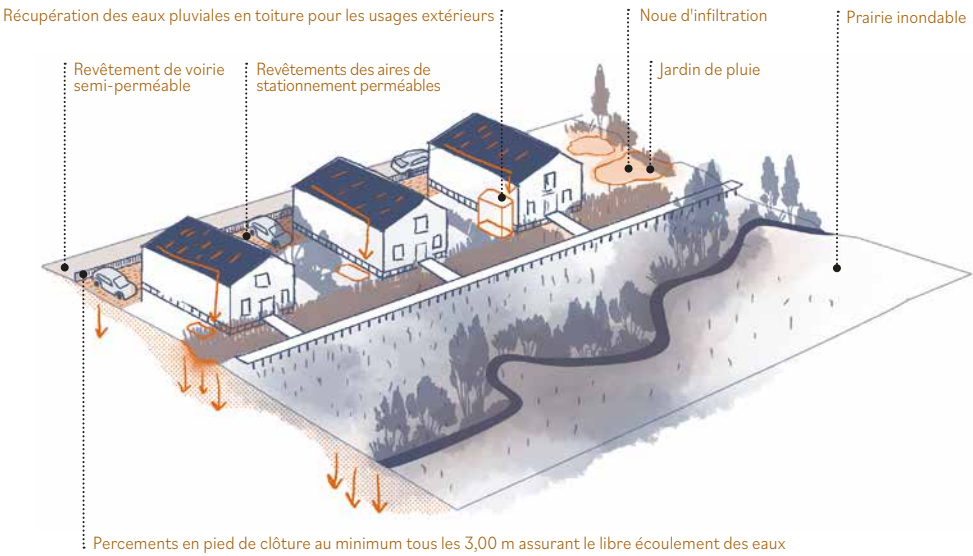 Récupération des eaux pluviales en toiture pour les usages extérieurs
Noue d'infiltration
Prairie inondable
Revêtement de voirie
semi-perméable
Revêtements des aires de
stationnement perméables
Jardin de pluie
Percements en pied de clôture au minimum tous les 3,00 m assurant le libre écoulement des eaux